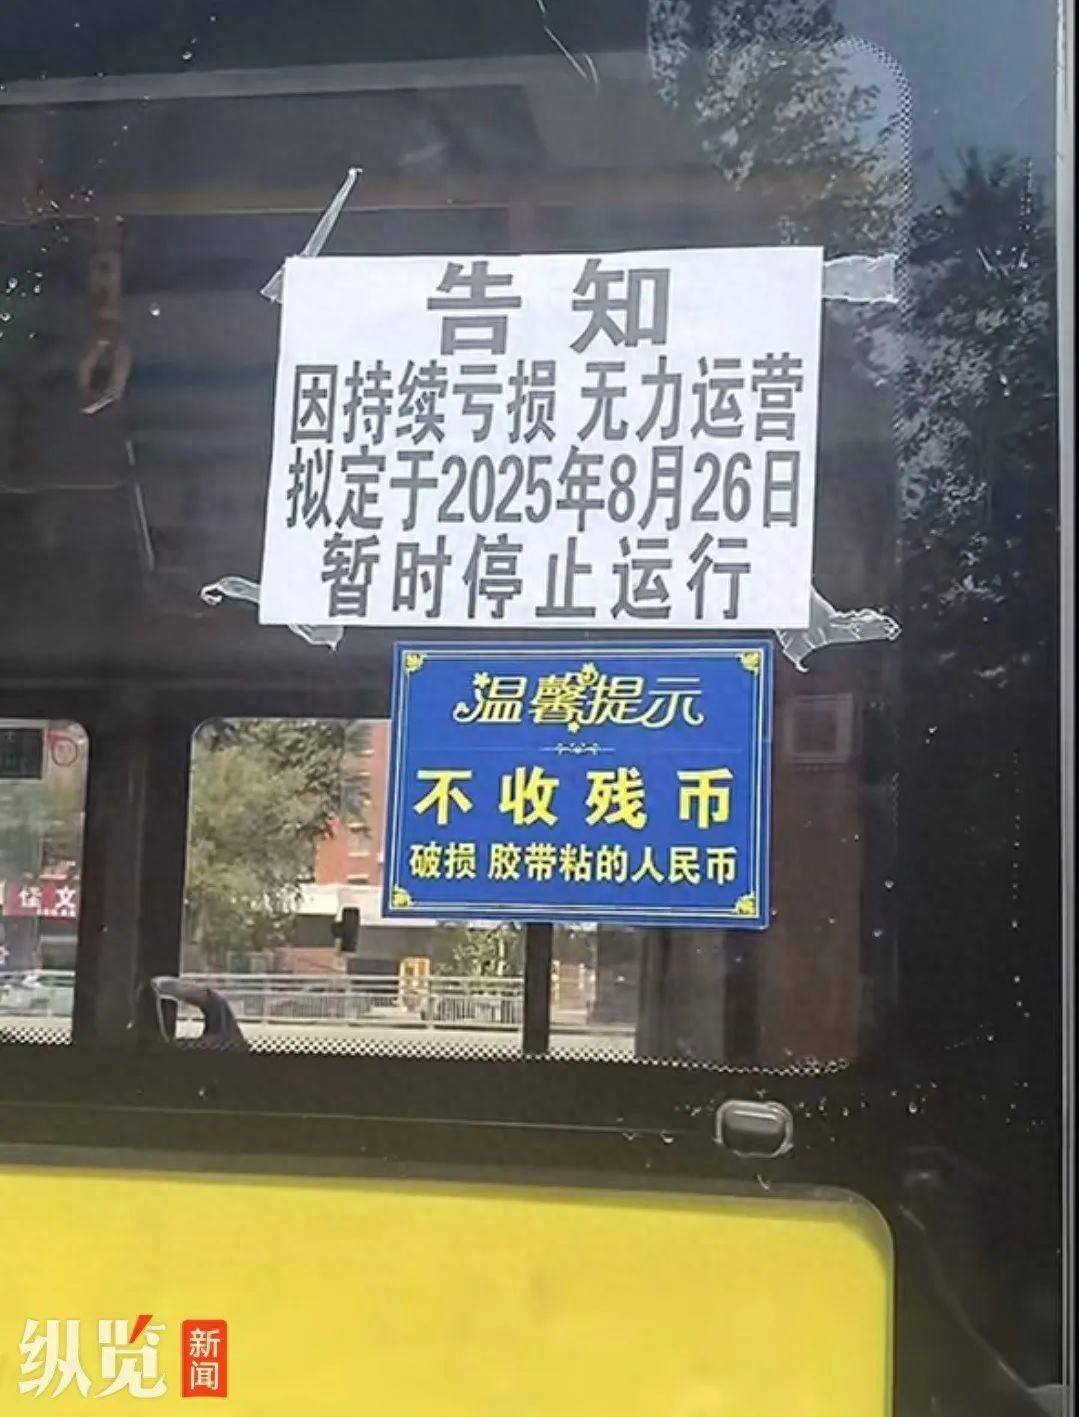 告知
因持续亏损 无力运营
拟定于2025年8月26日
暂时停止运行
温馨提示
不收残币
破损 胶带粘的人民币
纵览
新闻